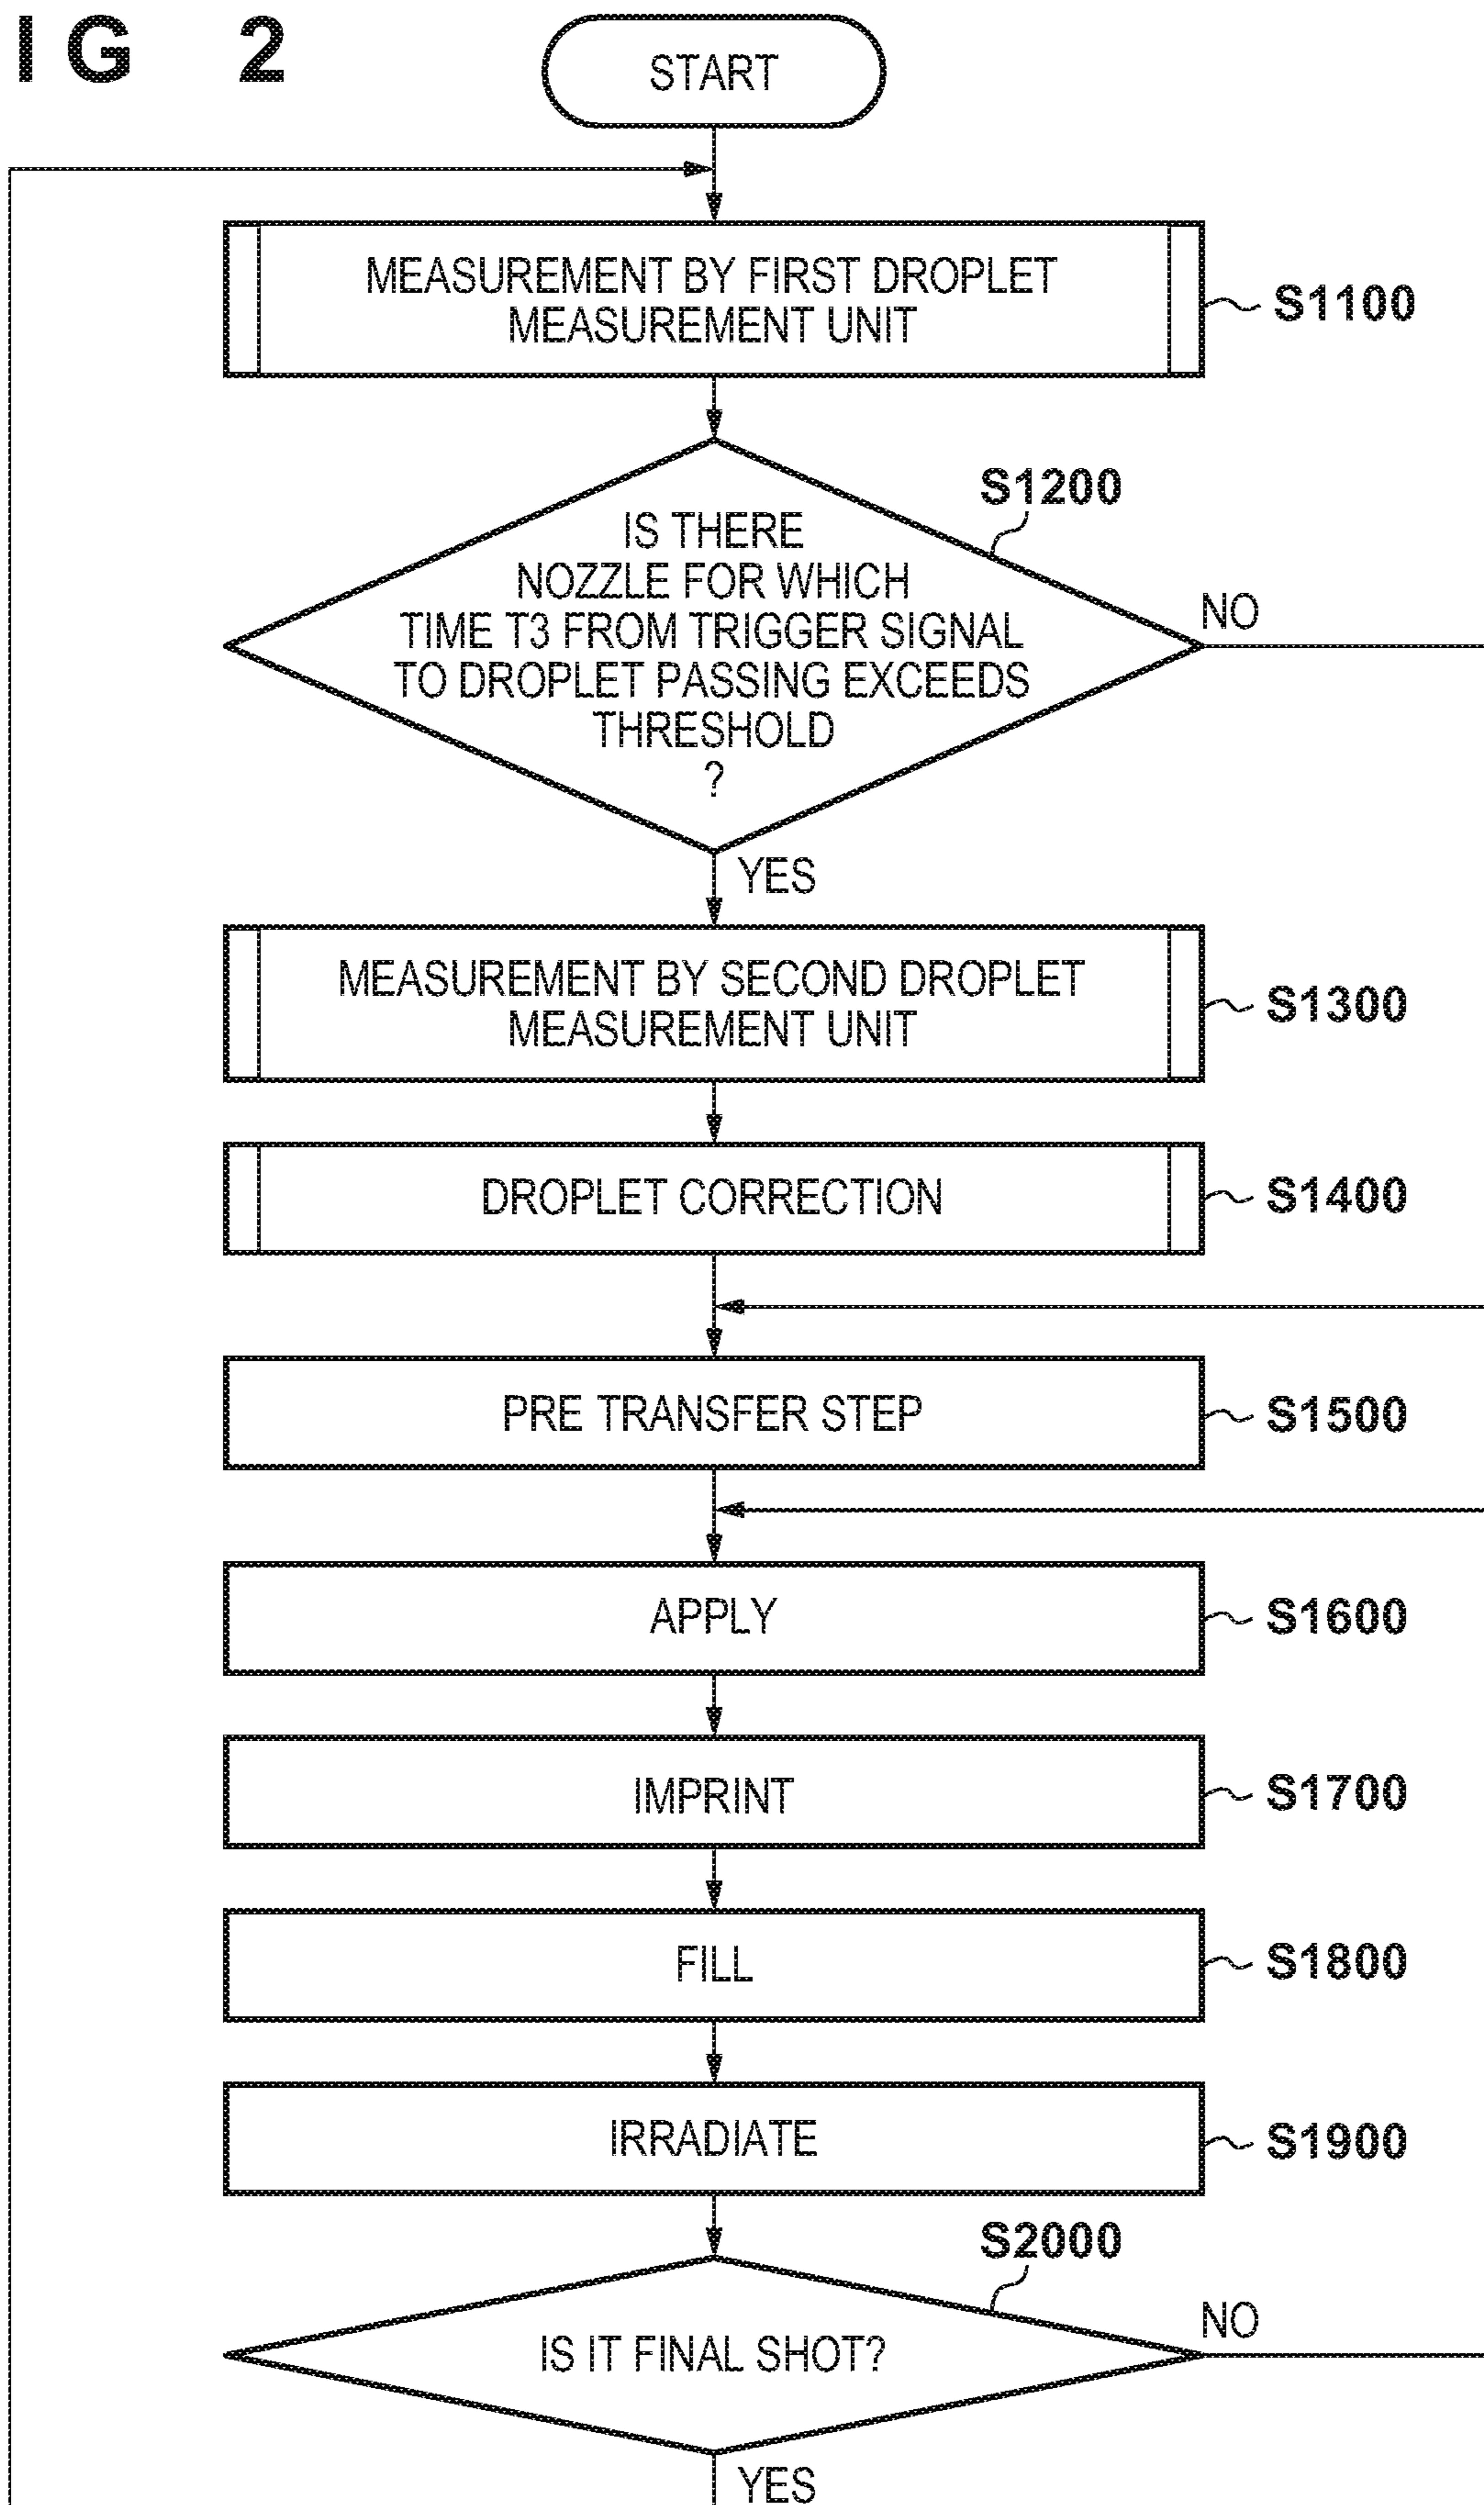 IG 2
START
MEASUREMENT BY FIRST DROPLET
MEASUREMENT UNIT
S1100
S1200
IS THERE
NOZZLE FOR WHICH
TIME T3 FROM TRIGGER SIGNAL
TO DROPLET PASSING EXCEEDS
THRESHOLD
?
NO
YES
MEASUREMENT BY SECOND DROPLET
MEASUREMENT UNIT
S1300
DROPLET CORRECTION
S1400
PRE TRANSFER STEP
S1500
APPLY
S1600
IMPRINT
S1700
FILL
S1800
IRRADIATE
S1900
S2000
IS IT FINAL SHOT?
NO
YES